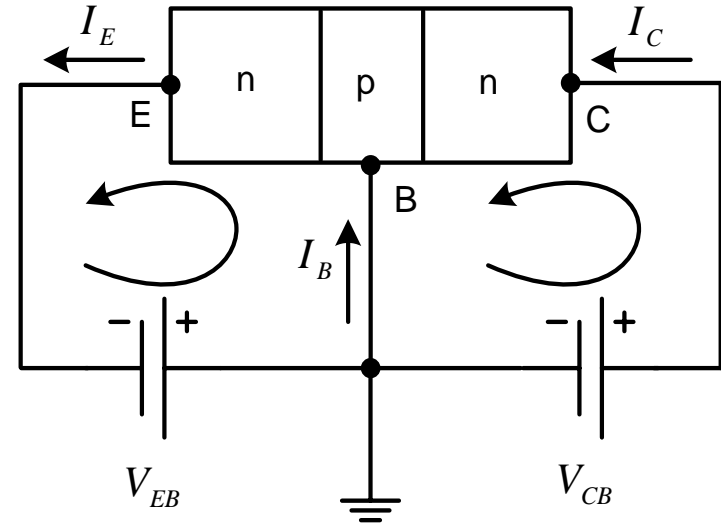 I_E I_C
n p n
E C
B
I_B
- + - +
V_EB V_CB